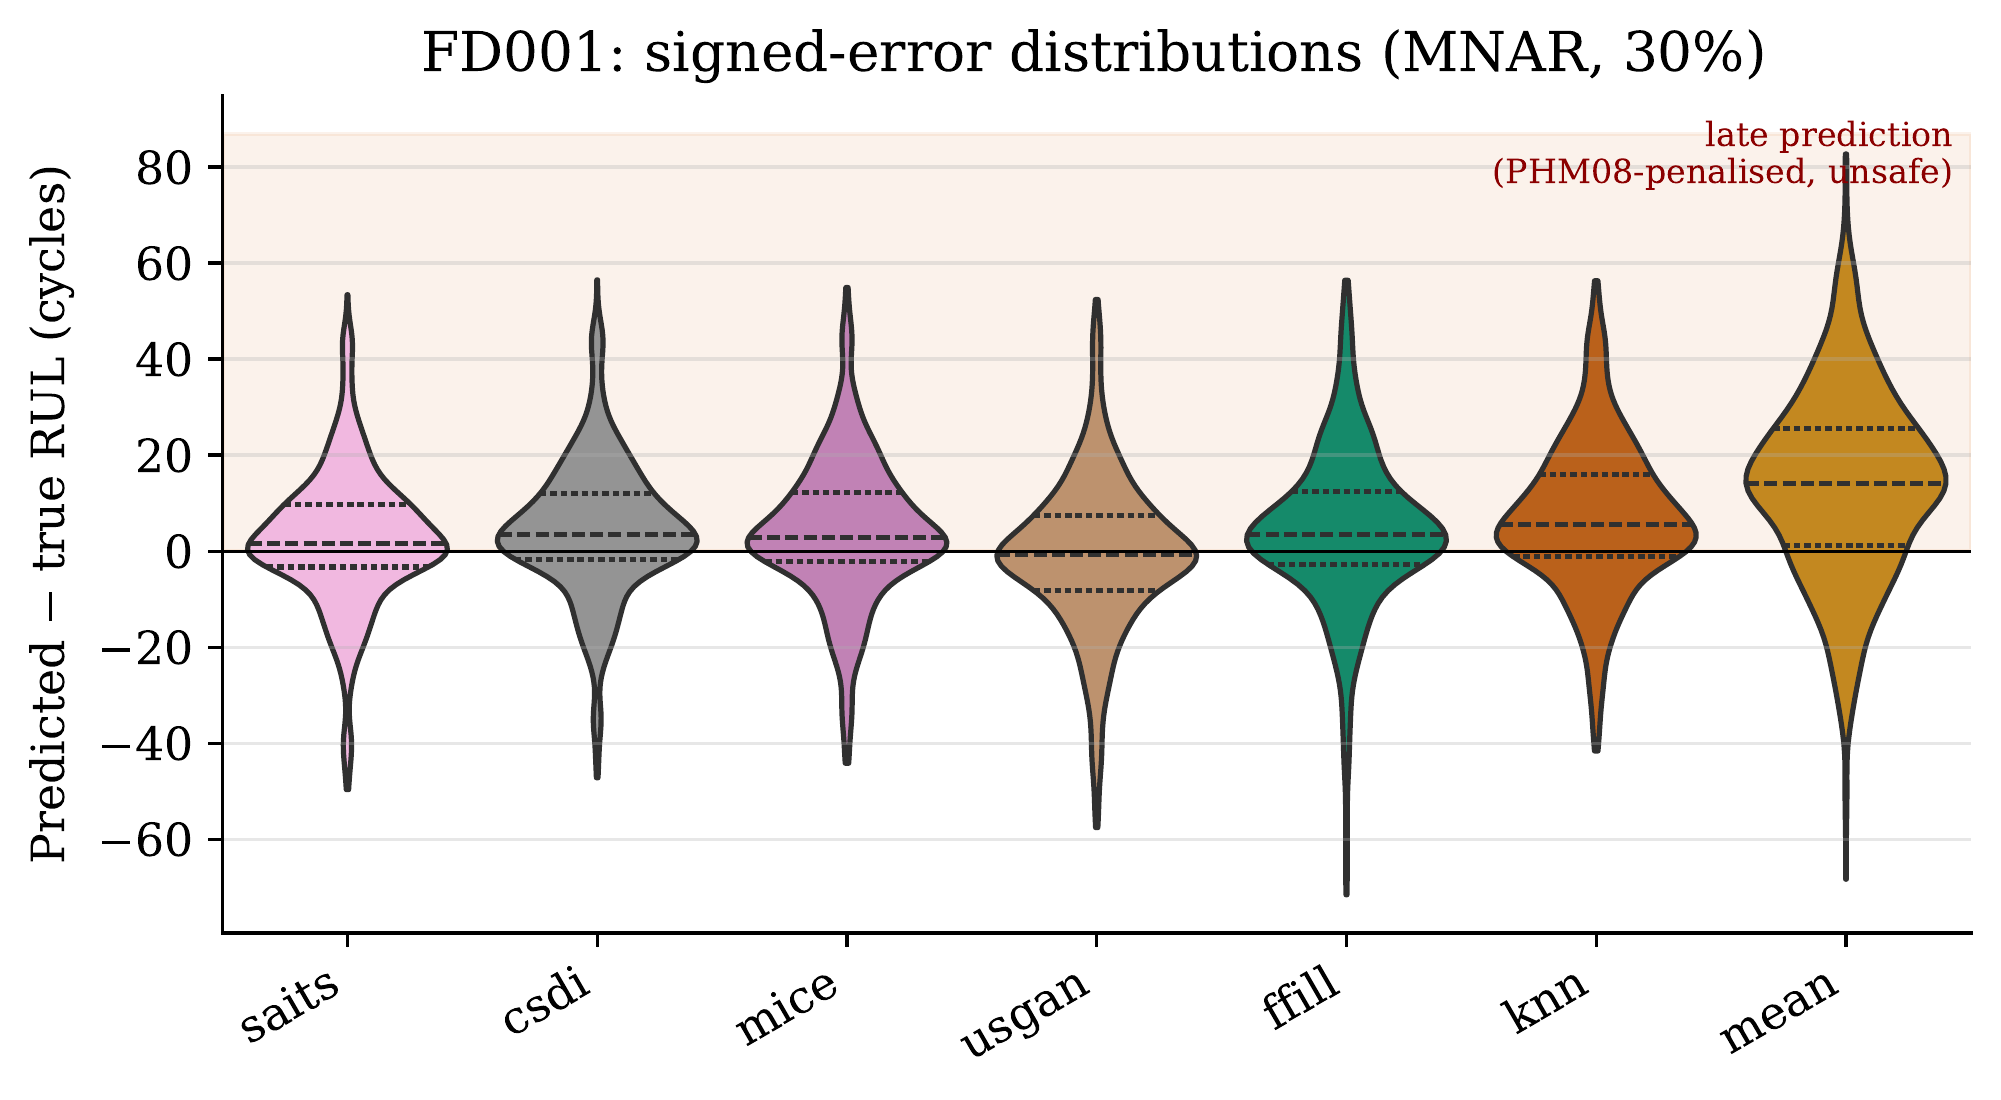 FD001: signed-error distributions (MNAR, 30%)
late prediction
(PHM08-penalised, unsafe)
Predicted − true RUL (cycles)
80
60
40
20
0
−20
−40
−60
saits
csdi
mice
usgan
ffill
knn
mean